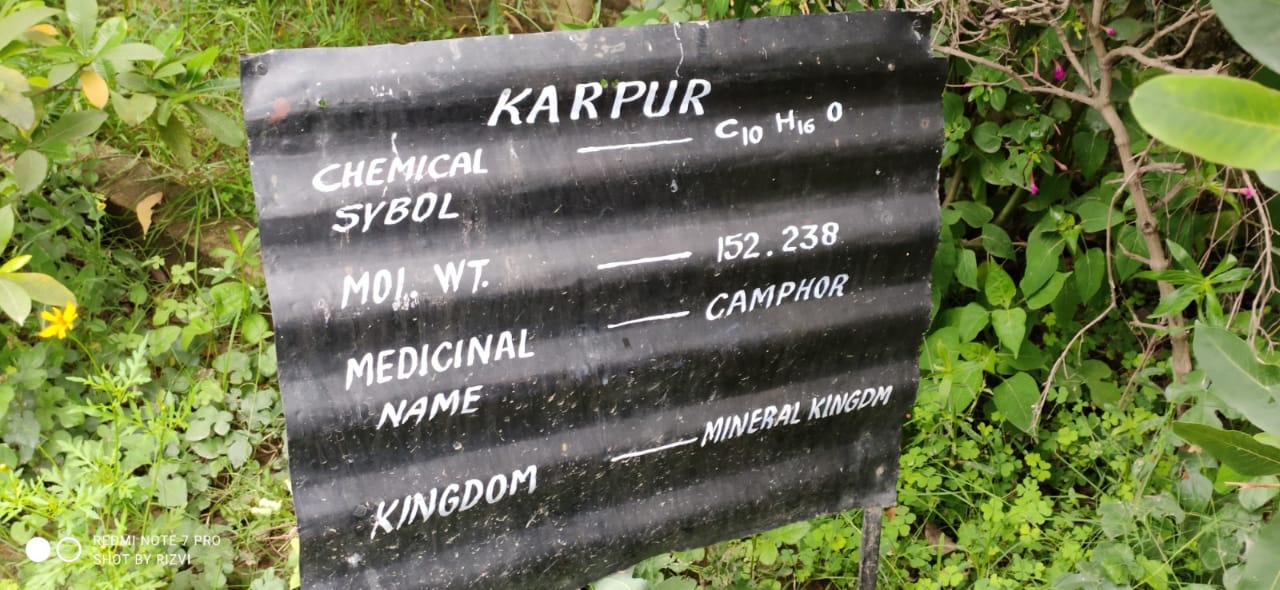 KARPUR
CHEMICAL SYBOL — C10 H16 O
MOL. WT. — 152.238
MEDICINAL NAME — CAMPHOR
KINGDOM — MINERAL KINGDM
REDMI NOTE 7 PRO
SHOT BY RIZVI